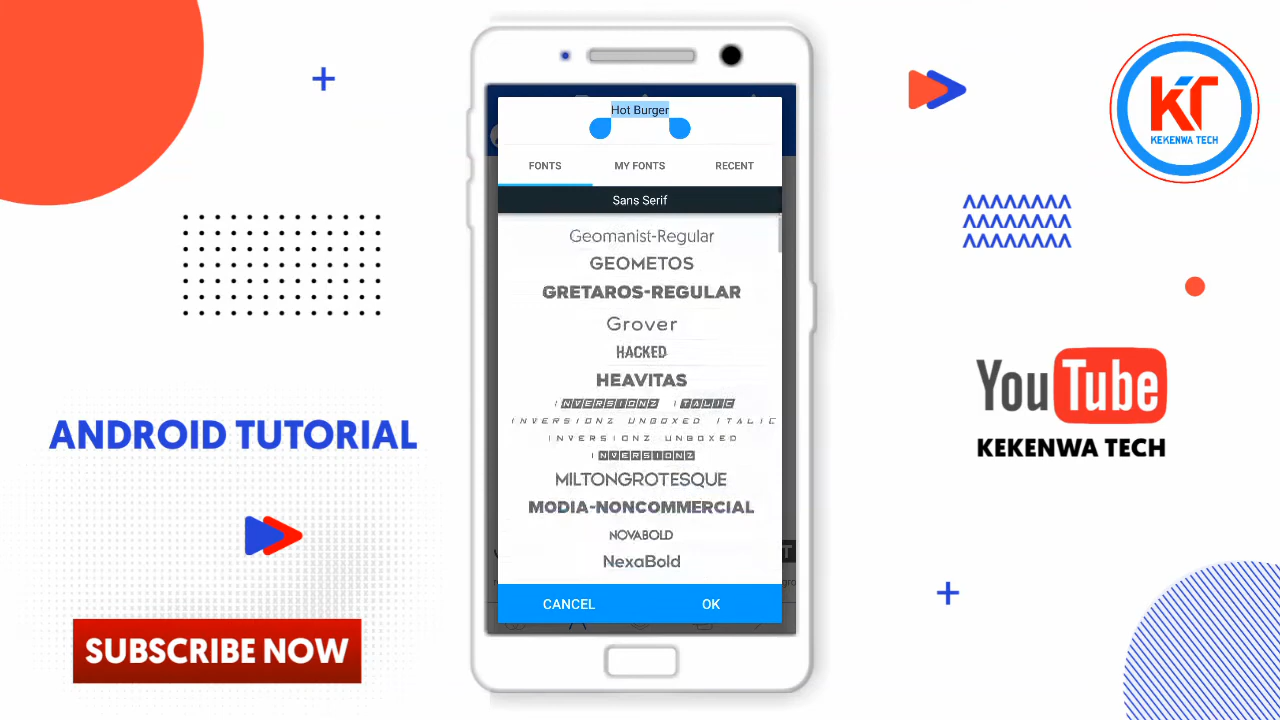 KT
KEKENWA TECH
Hot Burger
FONTS
MY FONTS
RECENT
Sans Serif
Geomanist-Regular
GEOMETOS
GRETAROS-REGULAR
Grover
HACKED
HEAVITAS
INVERSIONZ ITALIC
INVERSIONZ UNBOXED ITALIC
INVERSIONZ UNBOXED
INVERSIONZ
MILTONGROTESQUE
MODIA-NONCOMMERCIAL
NOVABOLD
NexaBold
CANCEL
OK
ANDROID TUTORIAL
SUBSCRIBE NOW
YouTube
KEKENWA TECH